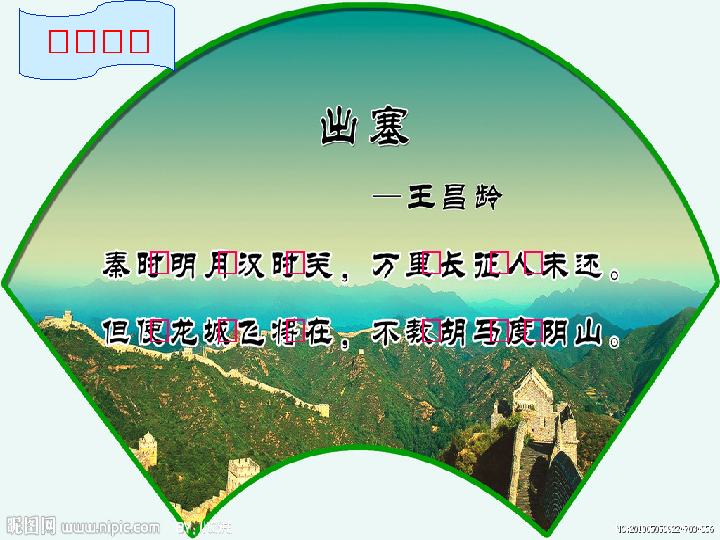 出塞
—王昌龄
秦时明月汉时关，万里长征人未还。
但使龙城飞将在，不教胡马度阴山。
昵图网 www.nipic.com